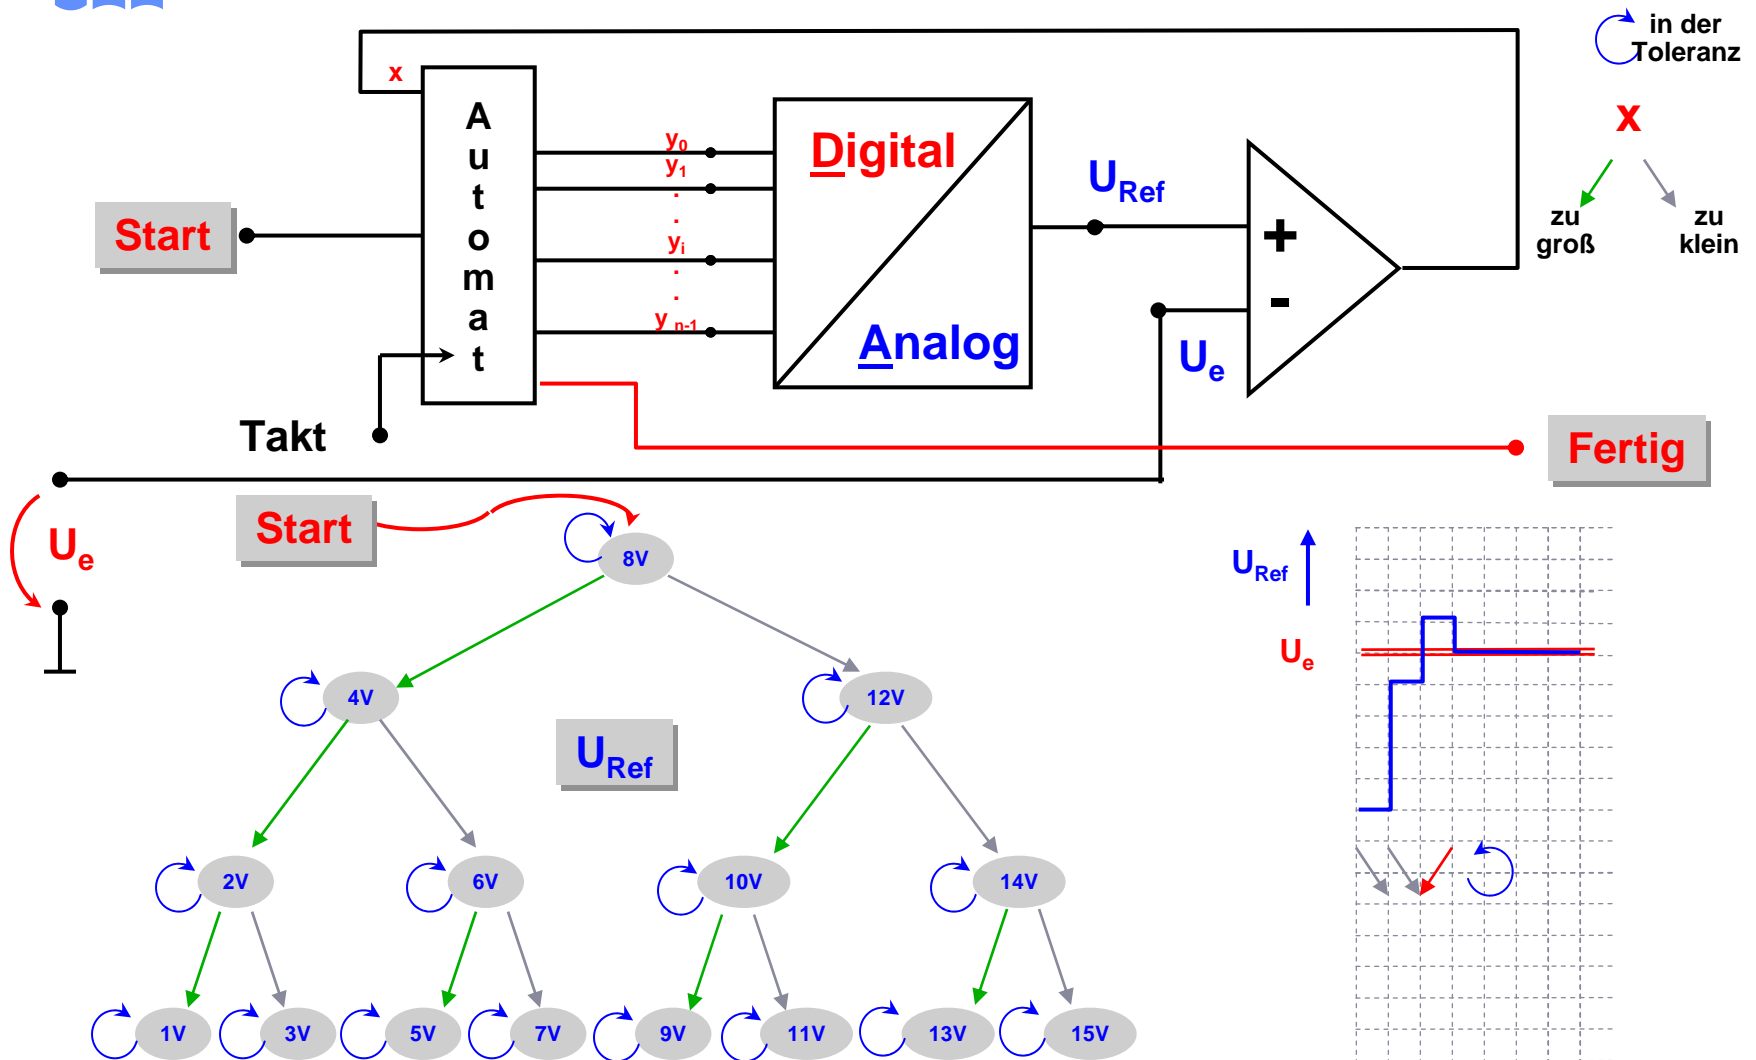 in der
Toleranz
x
A
u
t
o
m
a
t
y0
y1
.
.
yi
.
.
y n-1
Digital
Analog
URef
+
-
Ue
x
zu
groß
zu
klein
Start
Takt
Fertig
Ue
Start
8V
4V
12V
URef
2V
6V
10V
14V
1V
3V
5V
7V
9V
11V
13V
15V
URef
Ue